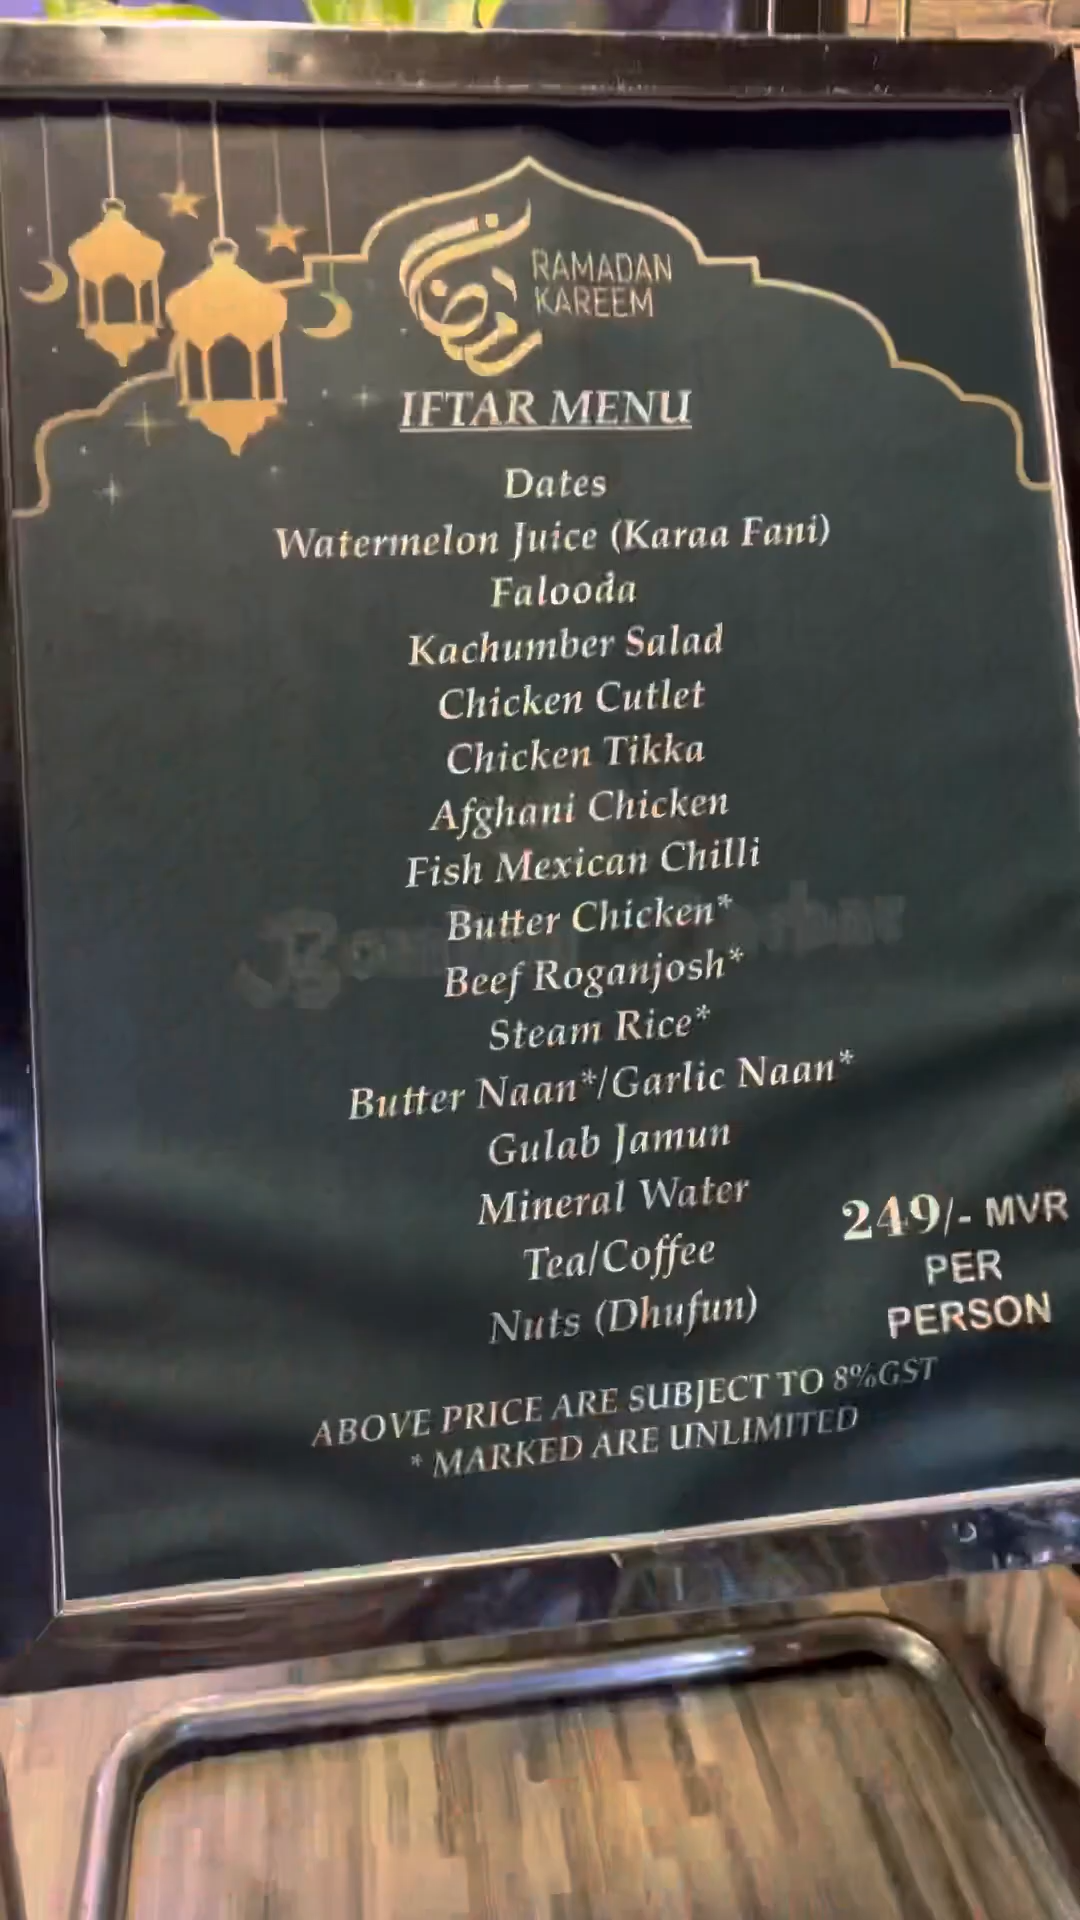 رمضان
RAMADAN
KAREEM
IFTAR MENU
Dates
Watermelon Juice (Karaa Fani)
Falooda
Kachumber Salad
Chicken Cutlet
Chicken Tikka
Afghani Chicken
Fish Mexican Chilli
Butter Chicken*
Beef Roganjosh*
Steam Rice*
Butter Naan*/Garlic Naan*
Gulab Jamun
Mineral Water
Tea/Coffee
Nuts (Dhufun)
249/- MVR
PER
PERSON
ABOVE PRICE ARE SUBJECT TO 8%GST
* MARKED ARE UNLIMITED